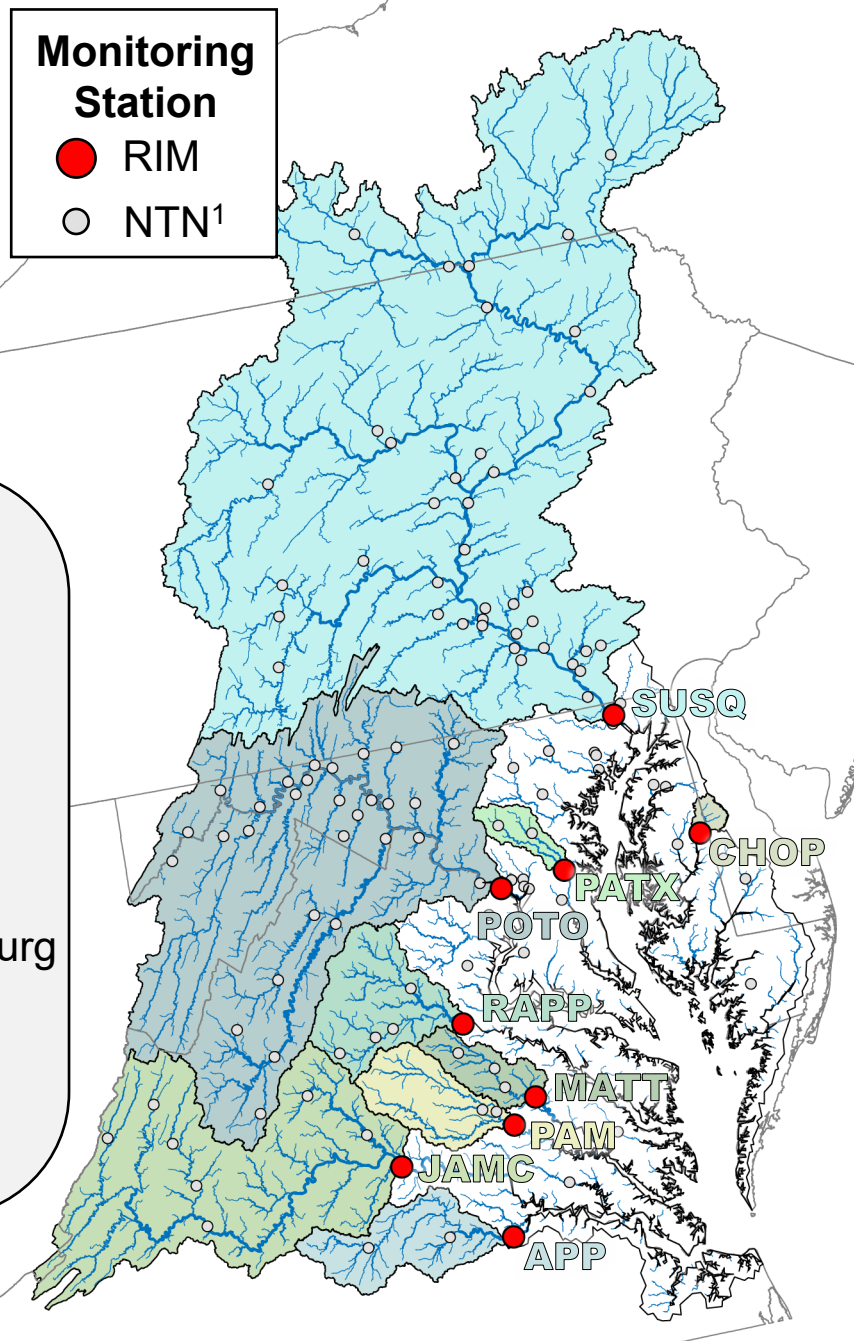 Monitoring
Station
RIM
NTN¹
SUSQ
CHOP
PATX
POTO
urg
RAPP
MATT
PAM
JAMC
APP